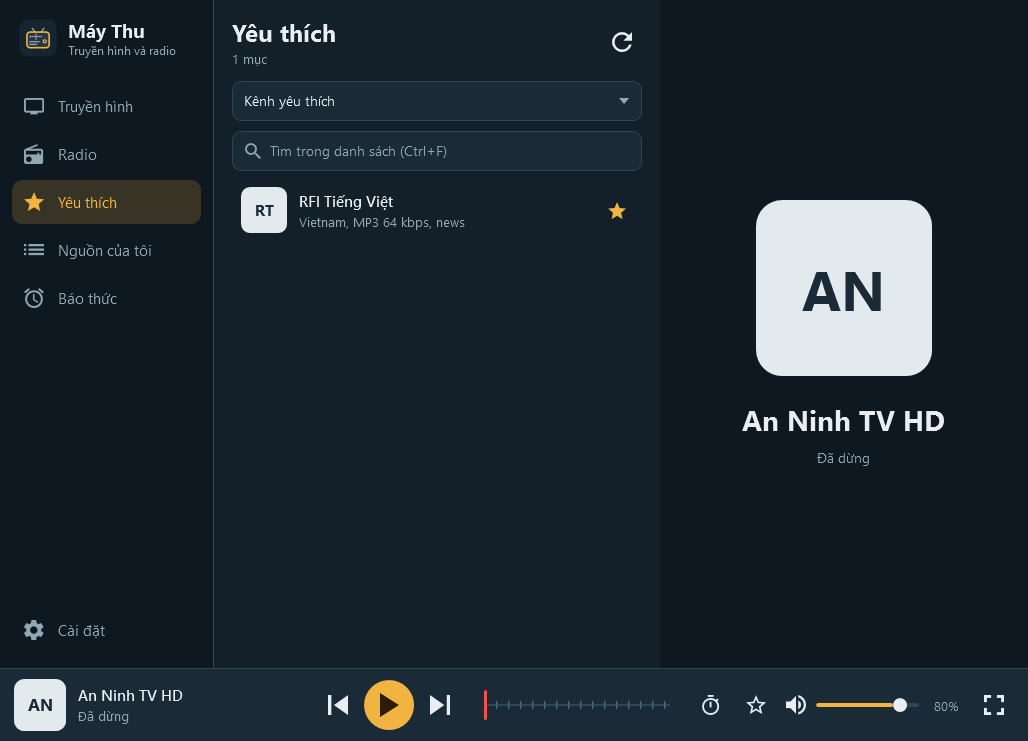 Máy Thu
Truyền hình và radio
Truyền hình
Radio
Yêu thích
Nguồn của tôi
Báo thức
Cài đặt
Yêu thích
1 mục
Kênh yêu thích
Tìm trong danh sách (Ctrl+F)
RT
RFI Tiếng Việt
Vietnam, MP3 64 kbps, news
AN
An Ninh TV HD
Đã dừng
AN
An Ninh TV HD
Đã dừng
80%